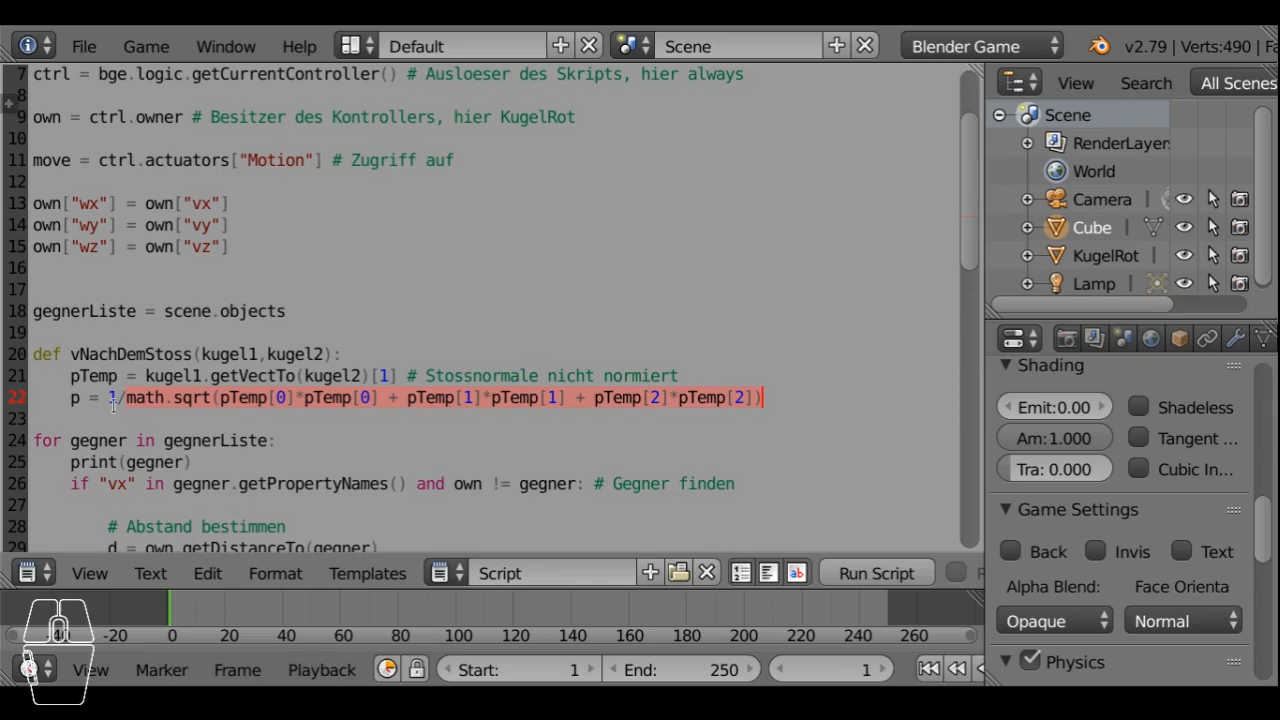 File Game Window Help Default Scene Blender Game v2.79 | Verts:490 | Fa
7 ctrl = bge.logic.getCurrentController() # Ausloeser des Skripts, hier always
8
9 own = ctrl.owner # Besitzer des Kontrollers, hier KugelRot
10
11 move = ctrl.actuators["Motion"] # Zugriff auf
12
13 own["wx"] = own["vx"]
14 own["wy"] = own["vy"]
15 own["wz"] = own["vz"]
16
17
18 gegnerListe = scene.objects
19
20 def vNachDemStoss(kugel1,kugel2):
21 pTemp = kugel1.getVectTo(kugel2)[1] # Stossnormale nicht normiert
22 p = 1/math.sqrt(pTemp[0]*pTemp[0] + pTemp[1]*pTemp[1] + pTemp[2]*pTemp[2])
23
24 for gegner in gegnerListe:
25 print(gegner)
26 if "vx" in gegner.getPropertyNames() and own != gegner: # Gegner finden
27
28 # Abstand bestimmen
29 d = own.getDistanceTo(gegner)
View Text Edit Format Templates Script Run Script R
-40 -20 0 20 40 60 80 100 120 140 160 180 200 220 240 260
View Marker Frame Playback Start: 1 End: 250 1
View Search All Scenes
Scene
RenderLayers
World
Camera
Cube
KugelRot
Lamp
Shading
Emit:0.00 Shadeless
Am:1.000 Tangent ...
Tra: 0.000 Cubic In...
Game Settings
Back Invis Text
Alpha Blend: Face Orienta
Opaque Normal
Physics